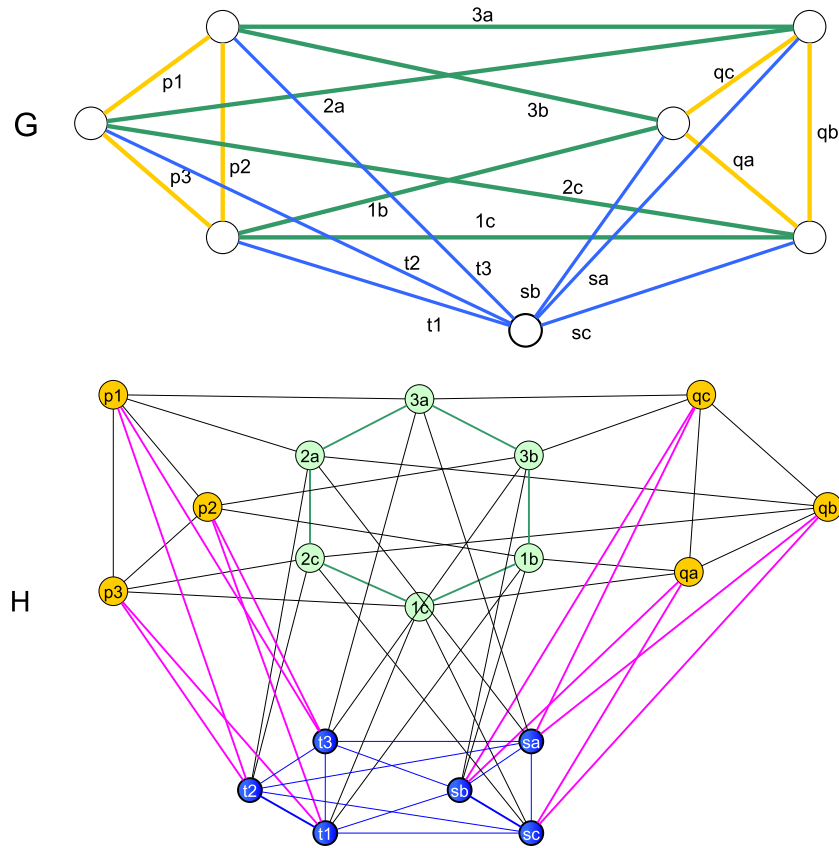 3a
p1
qc
2a
3b
G
qb
p3
p2
qa
2c
1b
1c
t2
t3
sb
sa
t1
sc
p1
3a
qc
2a
3b
p2
qb
2c
1b
qa
p3
H
1c
t3
sa
t2
sb
t1
sc